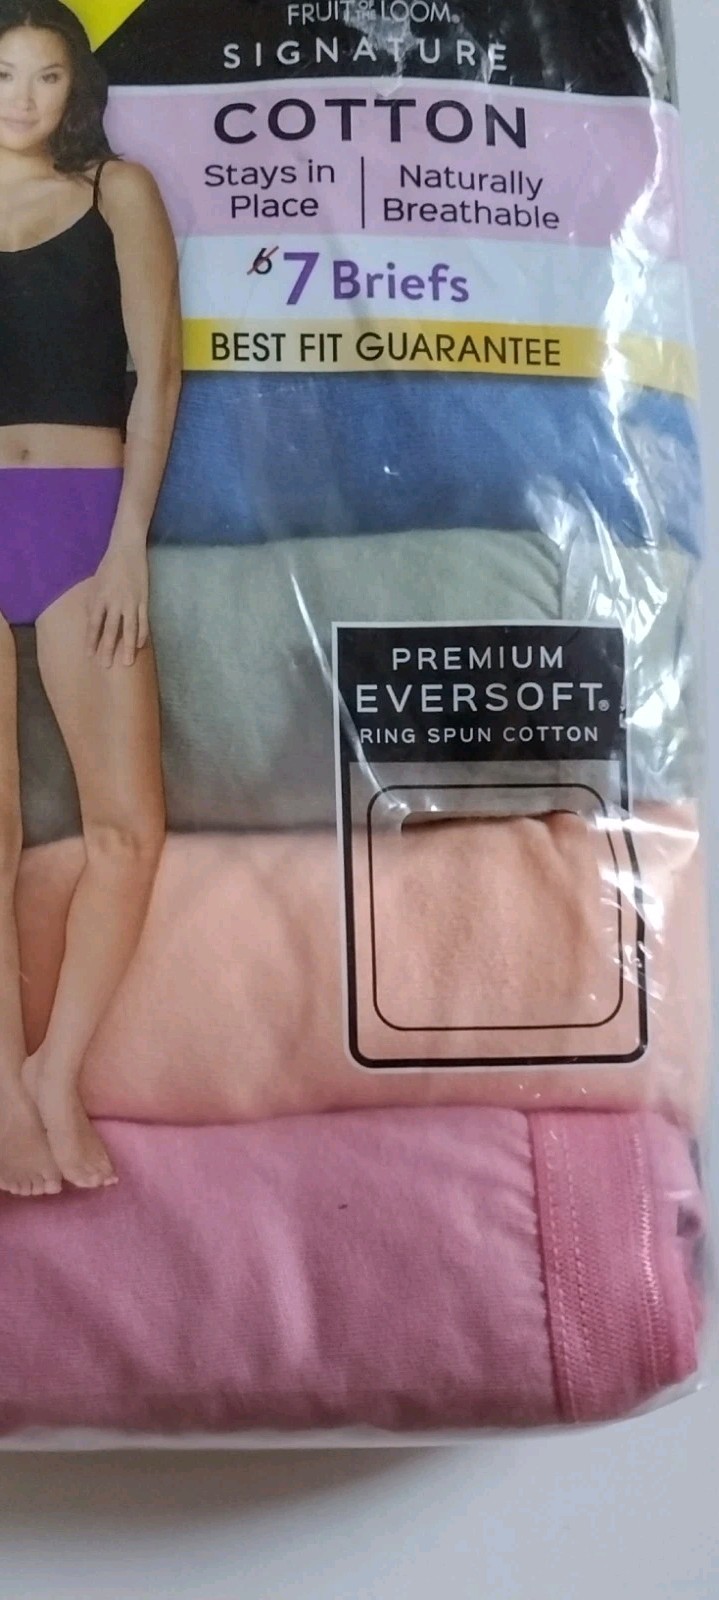 FRUIT OF THE LOOM®
SIGNATURE
COTTON
Stays in
Place
Naturally
Breathable
6 7 Briefs
BEST FIT GUARANTEE
PREMIUM
EVERSOFT®
RING SPUN COTTON